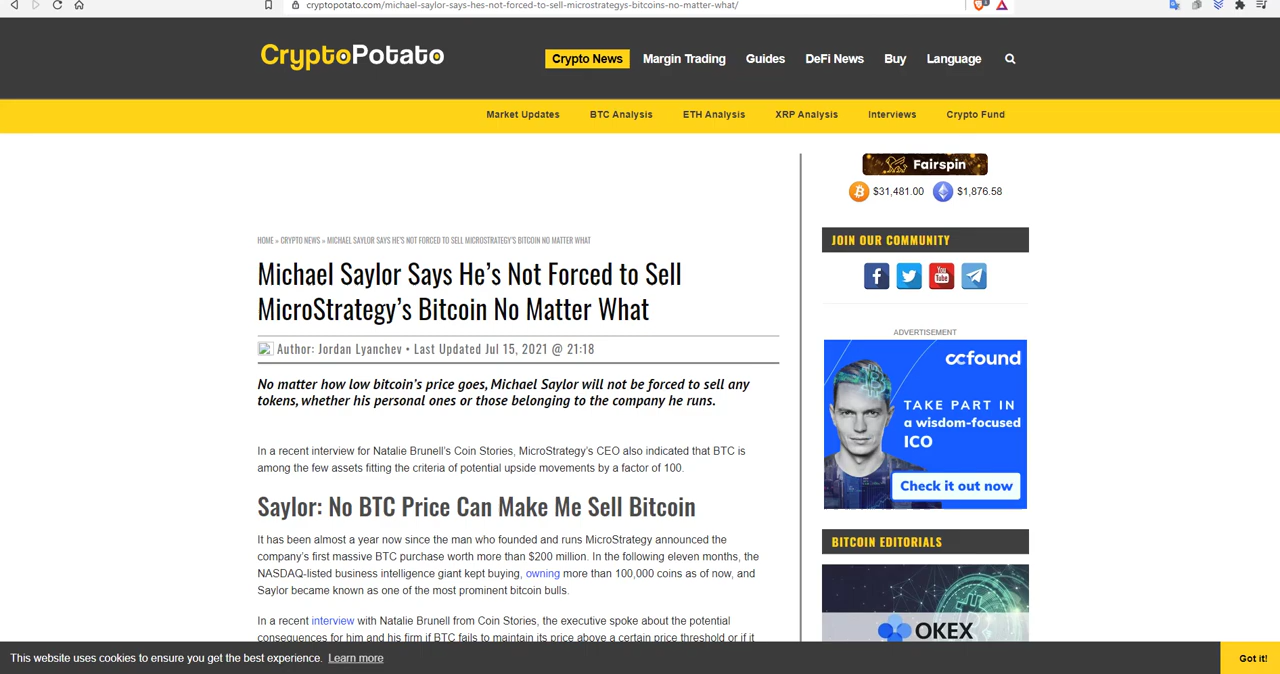 cryptopotato.com/michael-saylor-says-hes-not-forced-to-sell-microstrategys-bitcoins-no-matter-what/
CryptoPotato
Crypto News
Margin Trading
Guides
DeFi News
Buy
Language
Market Updates
BTC Analysis
ETH Analysis
XRP Analysis
Interviews
Crypto Fund
HOME » CRYPTO NEWS » MICHAEL SAYLOR SAYS HE'S NOT FORCED TO SELL MICROSTRATEGY'S BITCOIN NO MATTER WHAT
Michael Saylor Says He's Not Forced to Sell
MicroStrategy's Bitcoin No Matter What
Author: Jordan Lyanchev • Last Updated Jul 15, 2021 @ 21:18
No matter how low bitcoin's price goes, Michael Saylor will not be forced to sell any
tokens, whether his personal ones or those belonging to the company he runs.
In a recent interview for Natalie Brunell's Coin Stories, MicroStrategy's CEO also indicated that BTC is
among the few assets fitting the criteria of potential upside movements by a factor of 100.
Saylor: No BTC Price Can Make Me Sell Bitcoin
It has been almost a year now since the man who founded and runs MicroStrategy announced the
company's first massive BTC purchase worth more than $200 million. In the following eleven months, the
NASDAQ-listed business intelligence giant kept buying, owning more than 100,000 coins as of now, and
Saylor became known as one of the most prominent bitcoin bulls.
In a recent interview with Natalie Brunell from Coin Stories, the executive spoke about the potential
consequences for him and his firm if BTC fails to maintain its price above a certain price threshold or if it
Fairspin
$31,481.00
$1,876.58
JOIN OUR COMMUNITY
You
Tube
ADVERTISEMENT
ccfound
TAKE PART IN
a wisdom-focused
ICO
Check it out now
BITCOIN EDITORIALS
OKEX
This website uses cookies to ensure you get the best experience. Learn more
Got it!